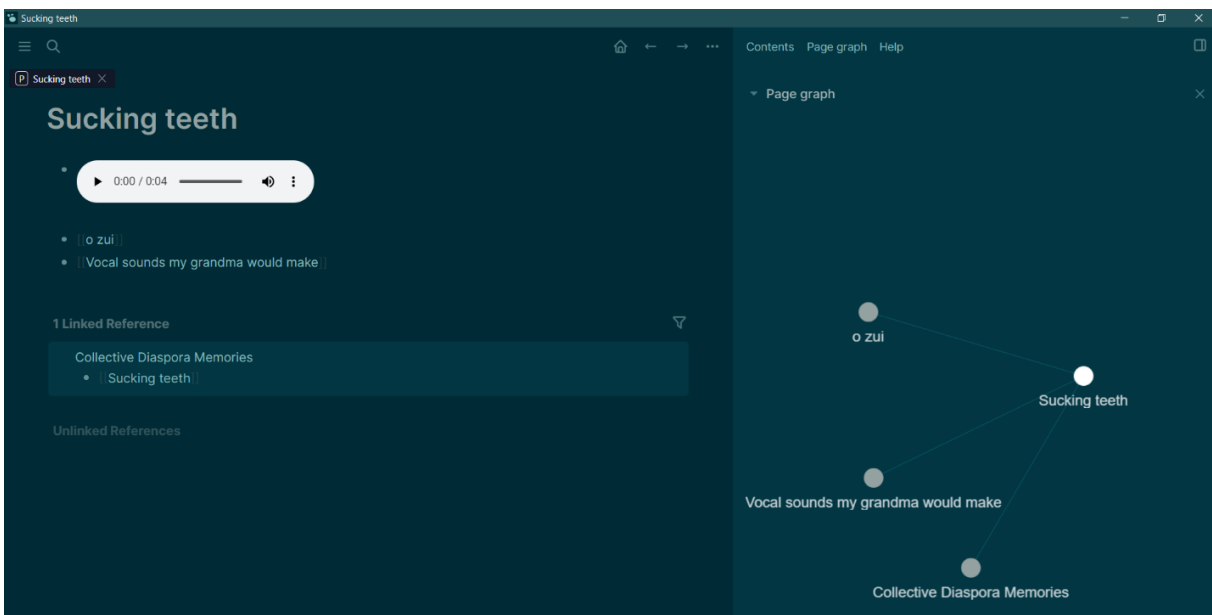 Sucking teeth
Contents Page graph Help
P Sucking teeth
Page graph
Sucking teeth
0:00 / 0:04
[[o zui]]
[[Vocal sounds my grandma would make]]
1 Linked Reference
Collective Diaspora Memories
[[Sucking teeth]]
Unlinked References
o zui
Sucking teeth
Vocal sounds my grandma would make
Collective Diaspora Memories